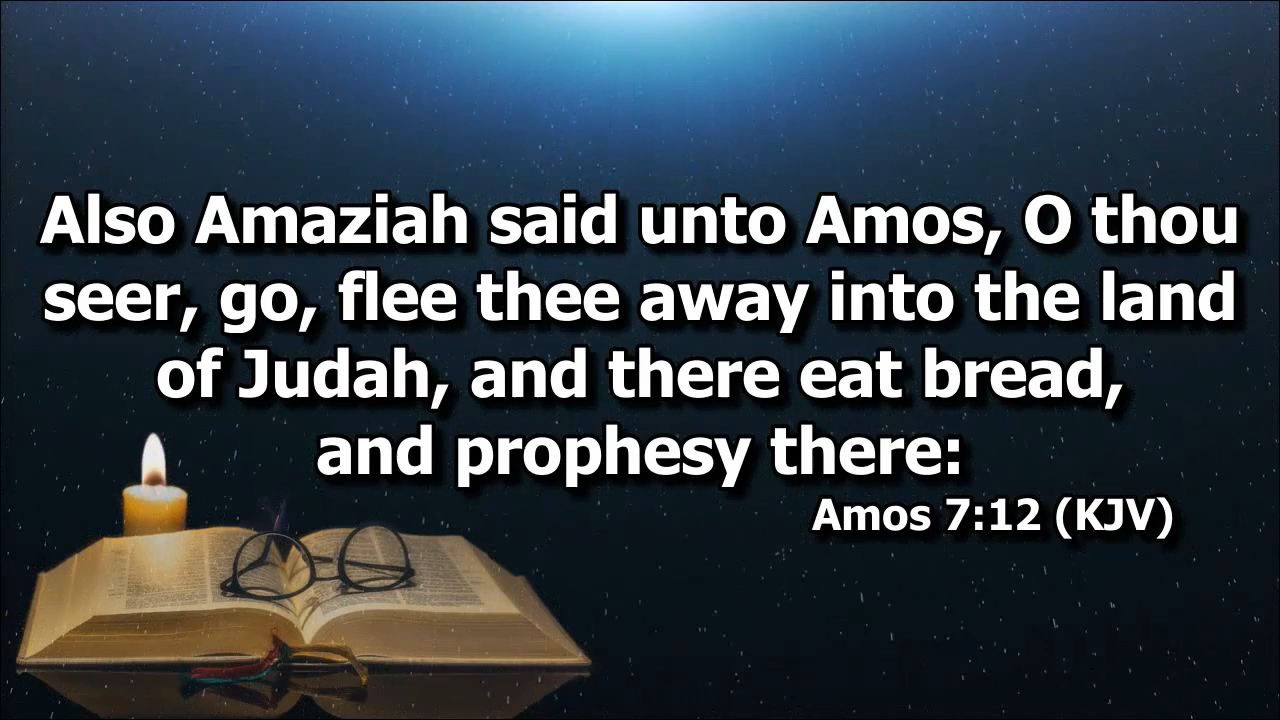 Also Amaziah said unto Amos, O thou
seer, go, flee thee away into the land
of Judah, and there eat bread,
and prophesy there:
Amos 7:12 (KJV)